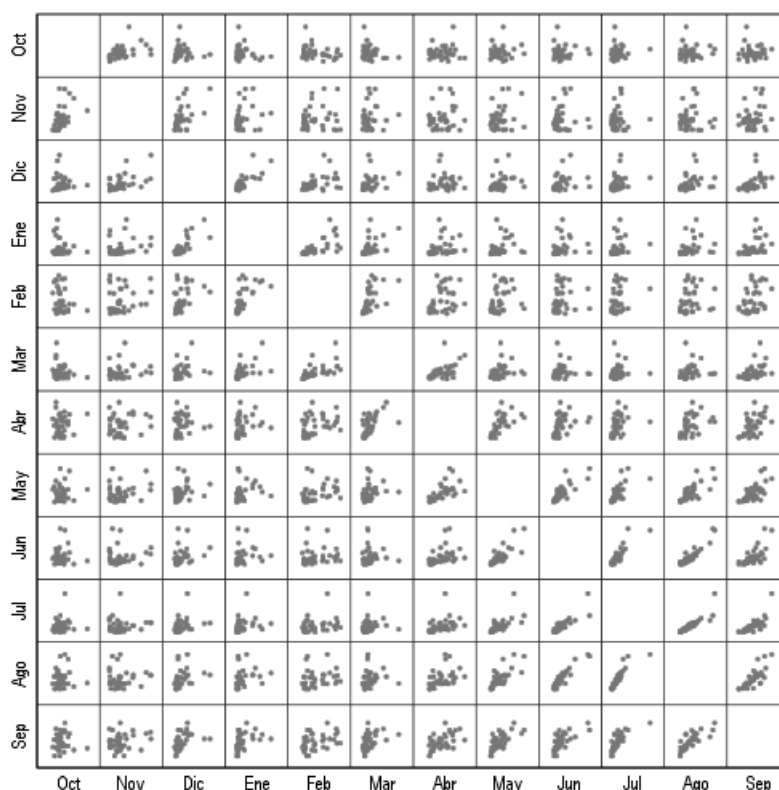 Oct
Nov
Dic
Ene
Feb
Mar
Abr
May
Jun
Jul
Ago
Sep
Oct Nov Dic Ene Feb Mar Abr May Jun Jul Ago Sep